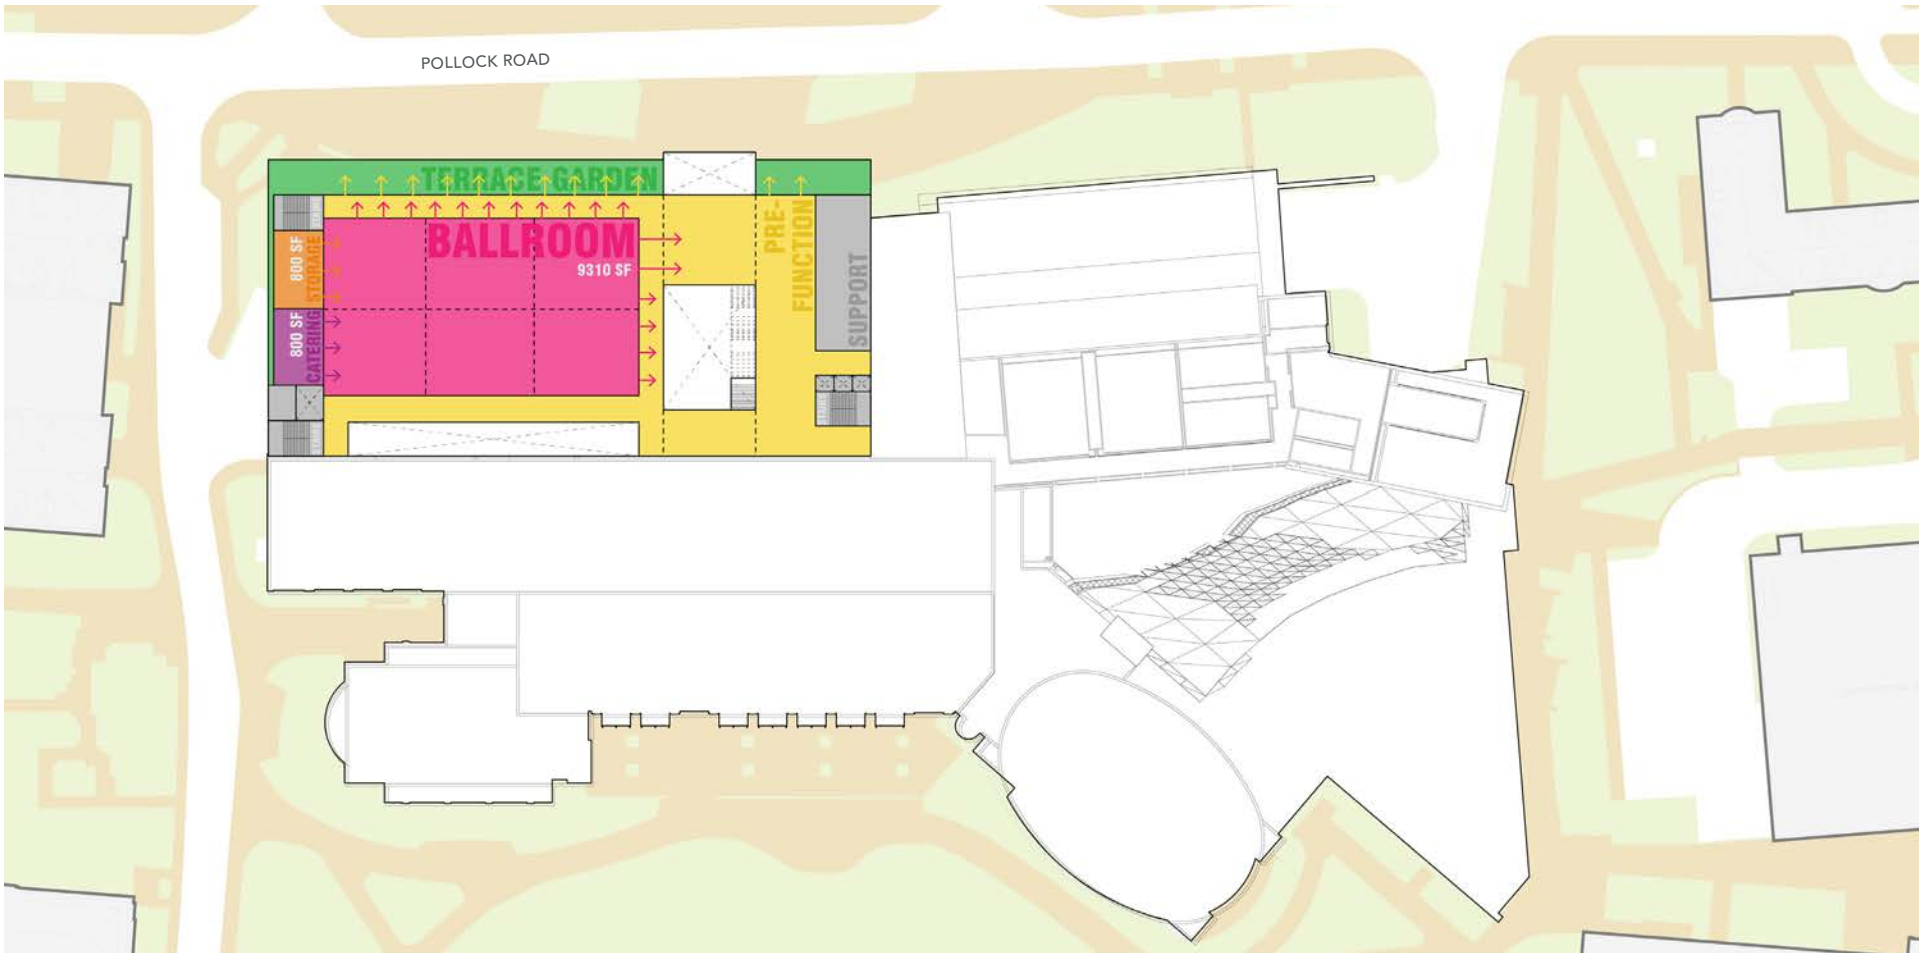 POLLOCK ROAD
TERRACE GARDEN
BALLROOM
9310 SF
PRE-
FUNCTION
SUPPORT
800 SF
STORAGE
800 SF
CATERING